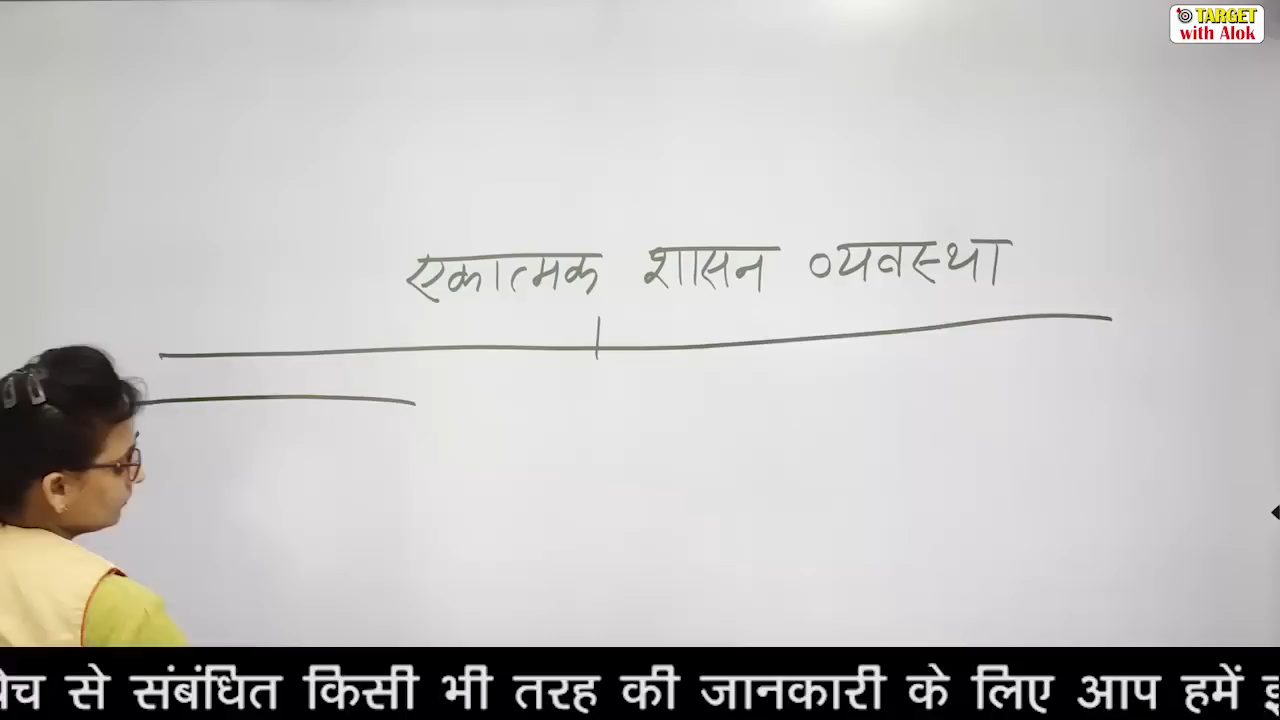 TARGET
with Alok
एकात्मक शासन व्यवस्था
से संबंधित किसी भी तरह की जानकारी के लिए आप हमें